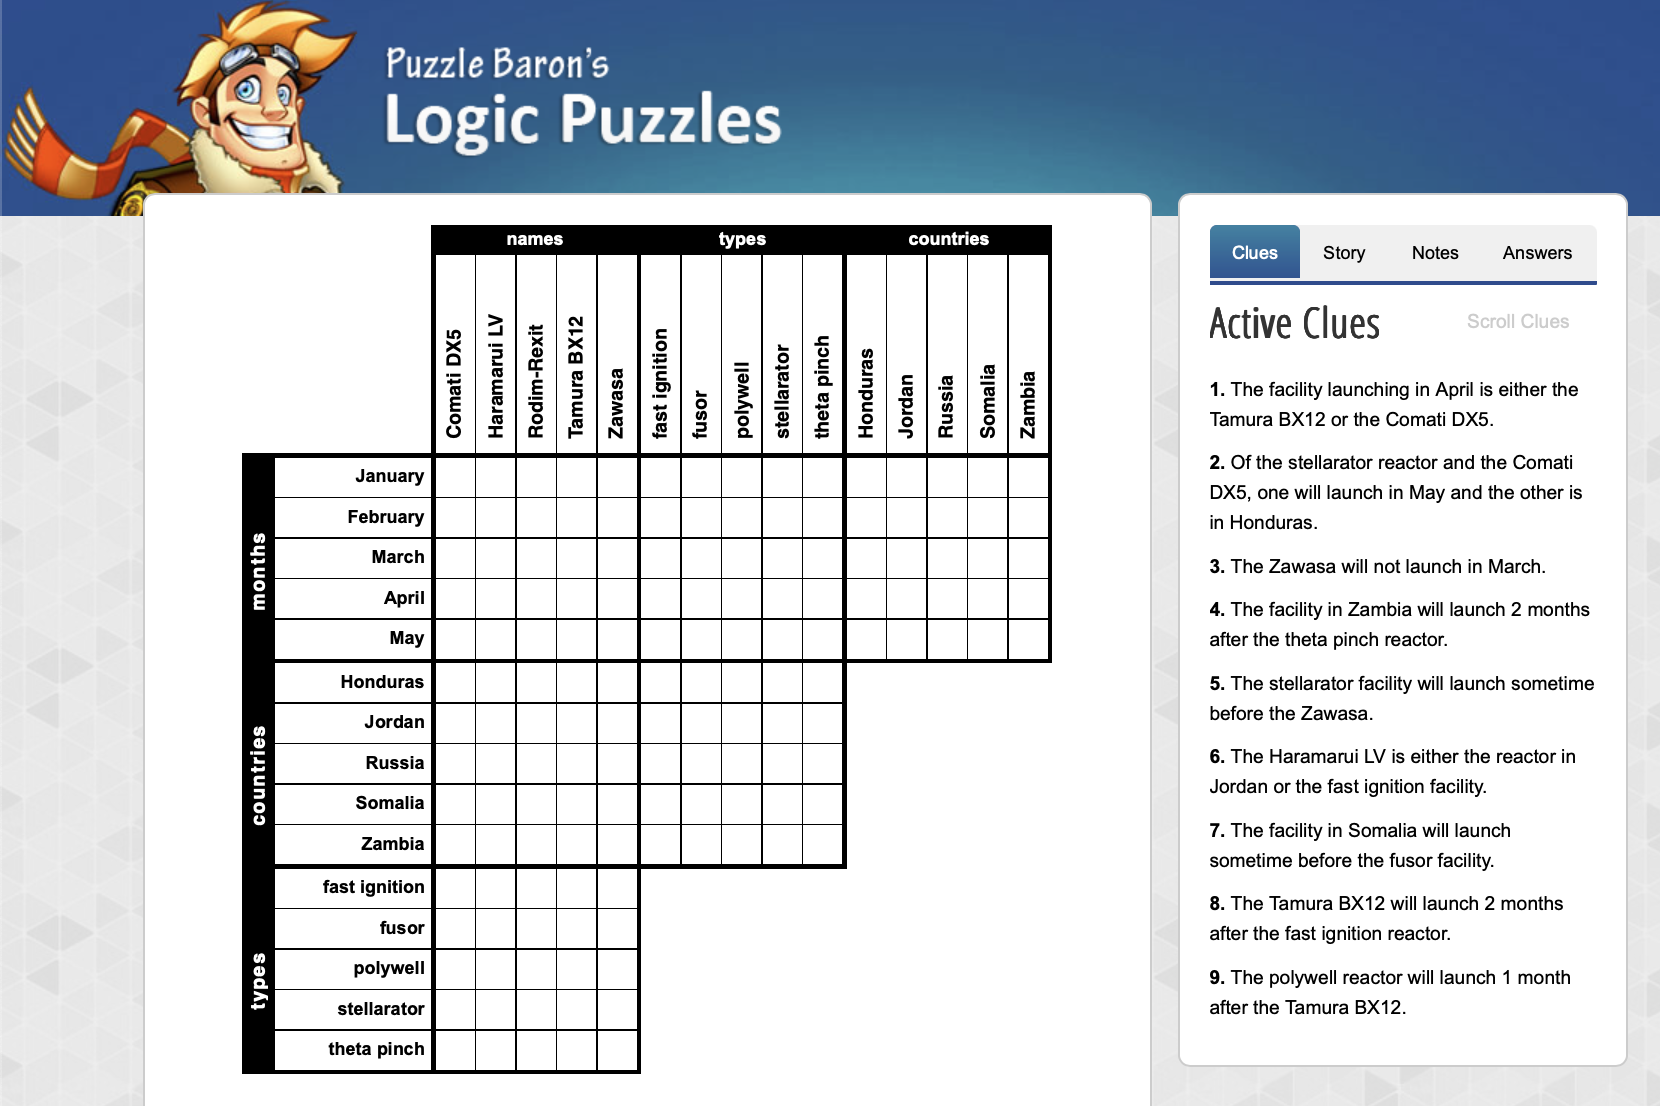 Puzzle Baron's
Logic Puzzles
names types countries
Comati DX5
Haramarui LV
Rodim-Rexit
Tamura BX12
Zawasa
fast ignition
fusor
polywell
stellarator
theta pinch
Honduras
Jordan
Russia
Somalia
Zambia
months
January
February
March
April
May
countries
Honduras
Jordan
Russia
Somalia
Zambia
types
fast ignition
fusor
polywell
stellarator
theta pinch
Clues Story Notes Answers
Active Clues Scroll Clues
1. The facility launching in April is either the
Tamura BX12 or the Comati DX5.
2. Of the stellarator reactor and the Comati
DX5, one will launch in May and the other is
in Honduras.
3. The Zawasa will not launch in March.
4. The facility in Zambia will launch 2 months
after the theta pinch reactor.
5. The stellarator facility will launch sometime
before the Zawasa.
6. The Haramarui LV is either the reactor in
Jordan or the fast ignition facility.
7. The facility in Somalia will launch
sometime before the fusor facility.
8. The Tamura BX12 will launch 2 months
after the fast ignition reactor.
9. The polywell reactor will launch 1 month
after the Tamura BX12.